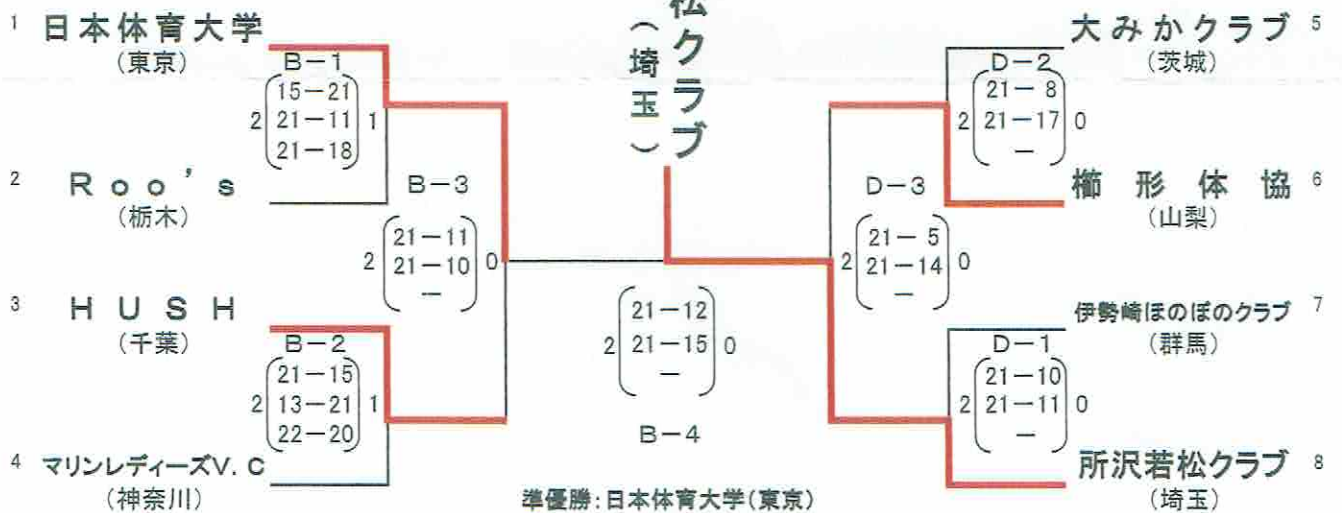 松クラブ
（埼玉）
1 日本体育大学
（東京）
B－1
15－21
2 21－11 1
21－18
2 Roo's
（栃木）
B－3
21－11
2 21－10 0
－
3 HUSH
（千葉）
B－2
21－15
2 13－21 1
22－20
4 マリンレディーズV.C
（神奈川）
21－12
2 21－15 0
－
B－4
準優勝：日本体育大学（東京）
大みかクラブ 5
（茨城）
D－2
21－ 8
2 21－17 0
－
櫛形体協 6
（山梨）
D－3
21－ 5
2 21－14 0
－
伊勢崎ほのぼのクラブ 7
（群馬）
D－1
21－10
2 21－11 0
－
所沢若松クラブ 8
（埼玉）